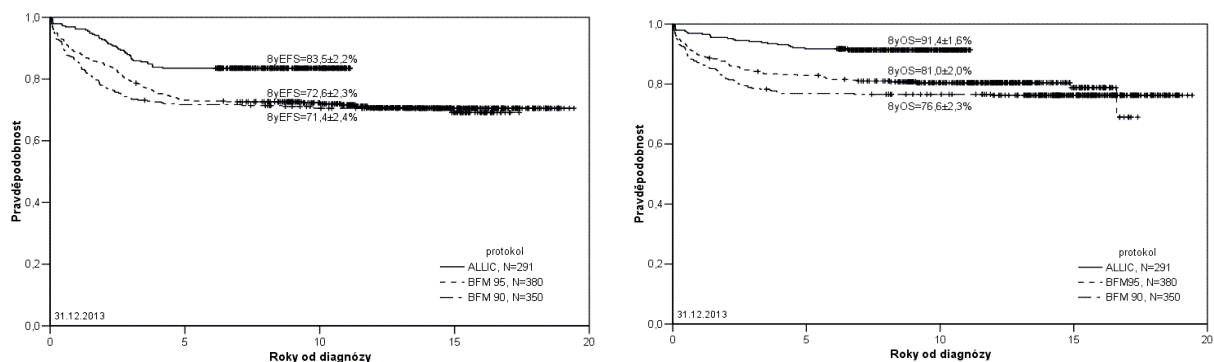 1,0
0,8
0,6
0,4
0,2
0,0
Pravděpodobnost
8yEFS=83,5±2,2%
8yEFS=72,6±2,3%
8yEFS=71,4±2,4%
protokol
ALLIC, N=291
BFM 95, N=380
BFM 90, N=350
31.12.2013
0 5 10 15 20
Roky od diagnózy
1,0
0,8
0,6
0,4
0,2
0,0
Pravděpodobnost
8yOS=91,4±1,6%
8yOS=81,0±2,0%
8yOS=76,6±2,3%
protokol
ALLIC, N=291
BFM95, N=380
BFM 90, N=350
31.12.2013
0 5 10 15 20
Roky od diagnózy